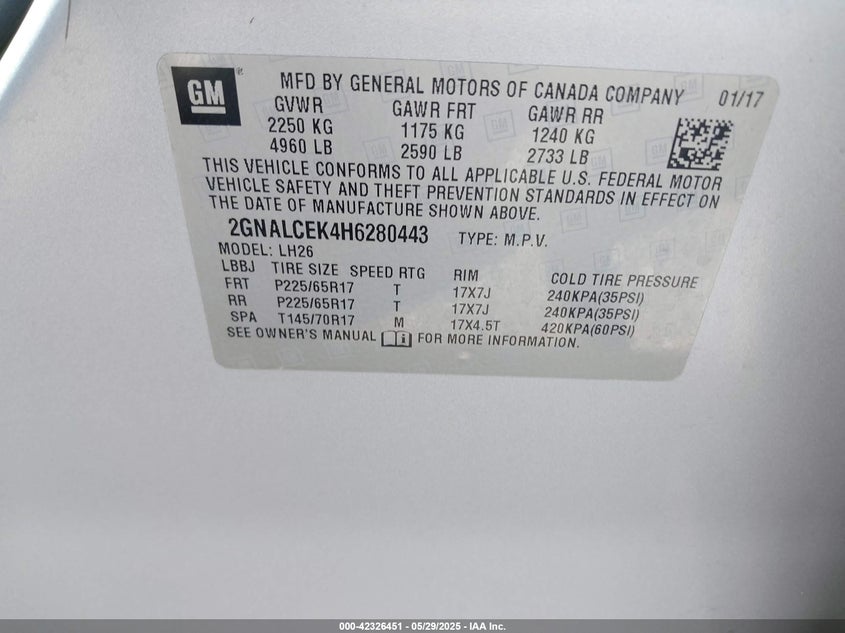 GM
MFD BY GENERAL MOTORS OF CANADA COMPANY 01/17
GVWR GAWR FRT GAWR RR
2250 KG 1175 KG 1240 KG
4960 LB 2590 LB 2733 LB
THIS VEHICLE CONFORMS TO ALL APPLICABLE U.S. FEDERAL MOTOR
VEHICLE SAFETY AND THEFT PREVENTION STANDARDS IN EFFECT ON
THE DATE OF MANUFACTURE SHOWN ABOVE.
2GNALCEK4H6280443 TYPE: M.P.V.
MODEL: LH26
LBBJ TIRE SIZE SPEED RTG RIM COLD TIRE PRESSURE
FRT P225/65R17 T 17X7J 240KPA(35PSI)
RR P225/65R17 T 17X7J 240KPA(35PSI)
SPA T145/70R17 M 17X4.5T 420KPA(60PSI)
SEE OWNER'S MANUAL FOR MORE INFORMATION.
000-42326451 - 05/29/2025 - IAA Inc.